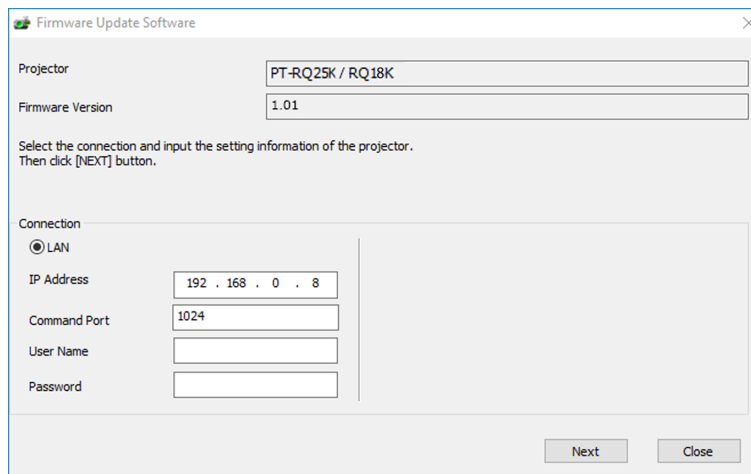 Firmware Update Software
Projector PT-RQ25K / RQ18K
Firmware Version 1.01
Select the connection and input the setting information of the projector.
Then click [NEXT] button.
Connection
LAN
IP Address 192 . 168 . 0 . 8
Command Port 1024
User Name
Password
Next Close